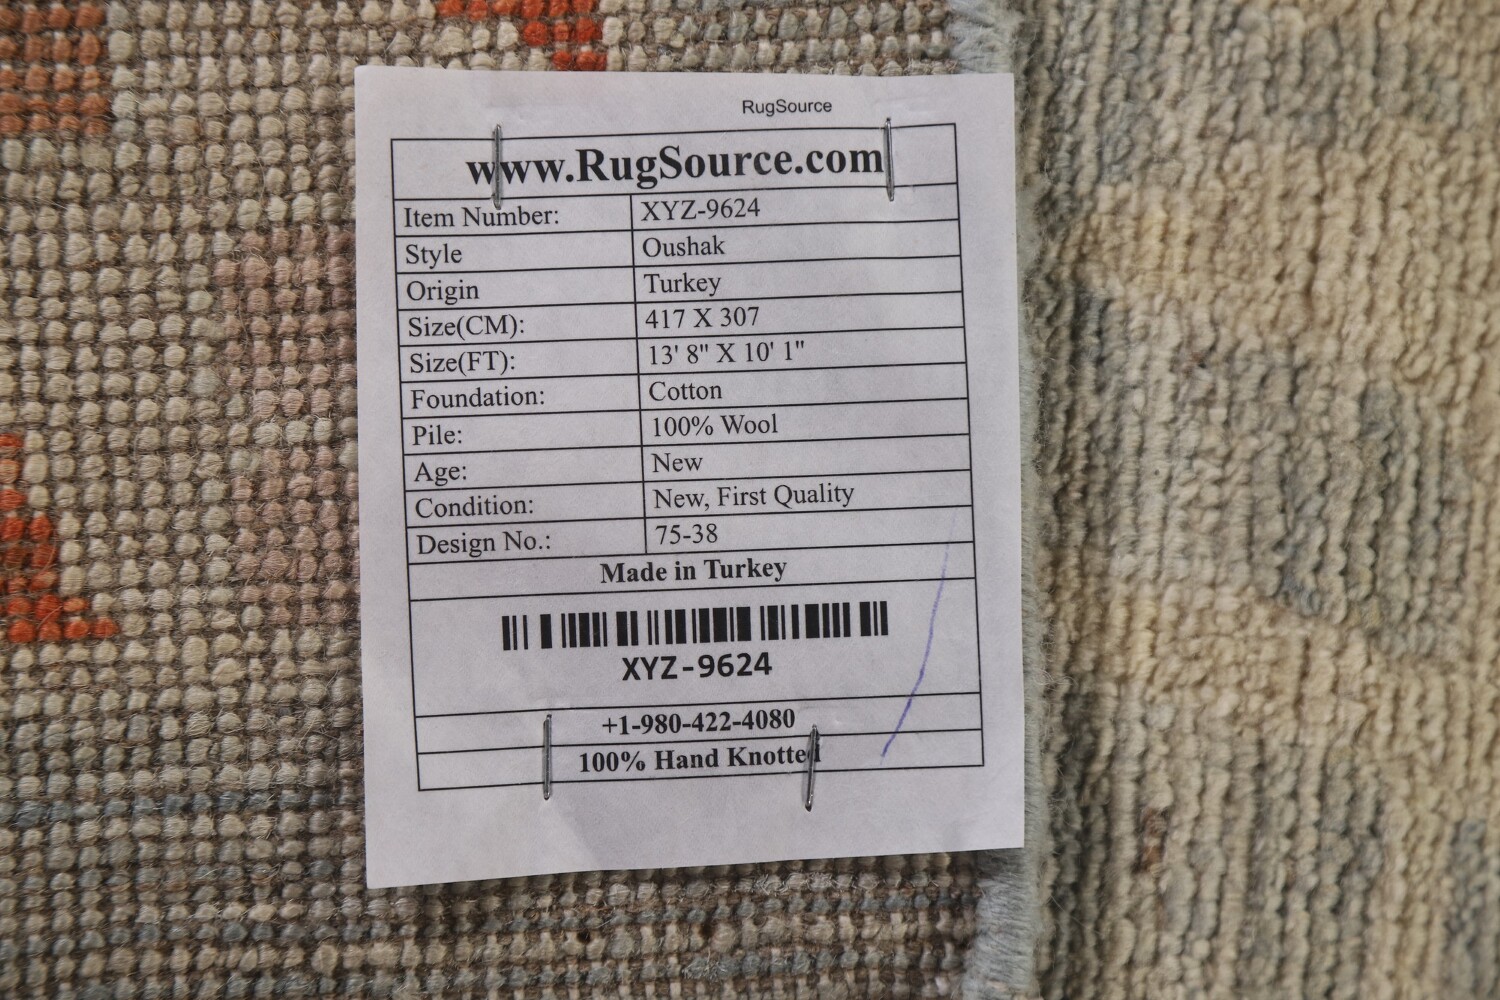 RugSource
www.RugSource.com
Item Number: XYZ-9624
Style Oushak
Origin Turkey
Size(CM): 417 X 307
Size(FT): 13' 8" X 10' 1"
Foundation: Cotton
Pile: 100% Wool
Age: New
Condition: New, First Quality
Design No.: 75-38
Made in Turkey
XYZ-9624
+1-980-422-4080
100% Hand Knotted